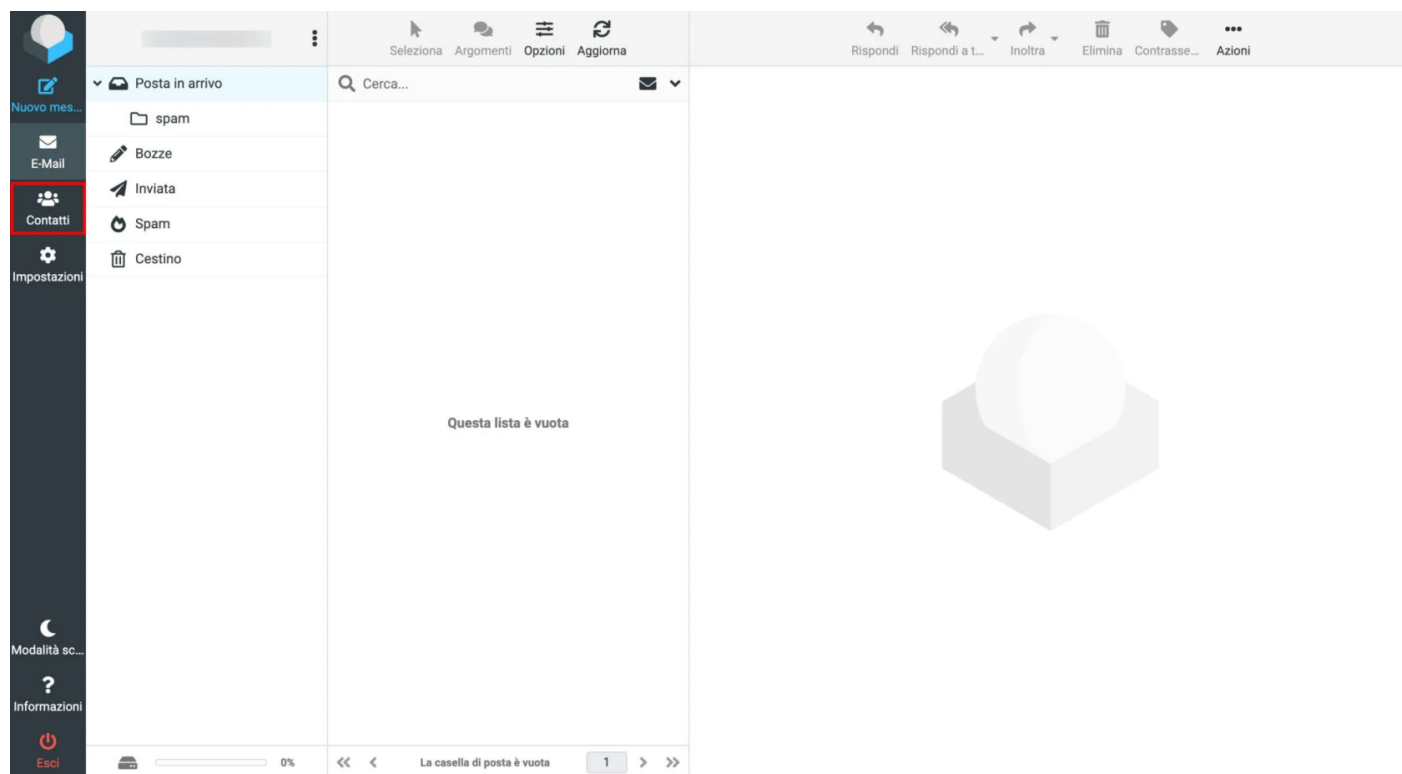 Nuovo mes...
E-Mail
Contatti
Impostazioni
Modalità sc...
Informazioni
Esci
Posta in arrivo
spam
Bozze
Inviata
Spam
Cestino
0%
Seleziona Argomenti Opzioni Aggiorna
Cerca...
Questa lista è vuota
La casella di posta è vuota 1
Rispondi Rispondi a t... Inoltra Elimina Contrasse... Azioni